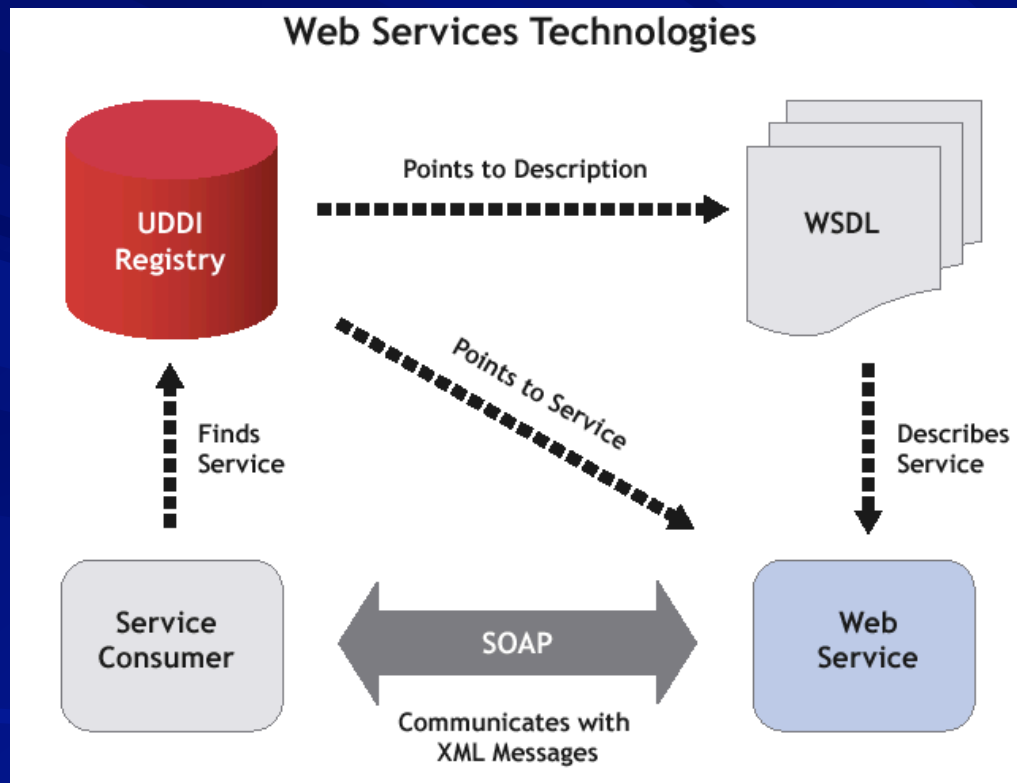 Web Services Technologies
UDDI
Registry
Points to Description
WSDL
Points to Service
Finds
Service
Describes
Service
Service
Consumer
SOAP
Web
Service
Communicates with
XML Messages